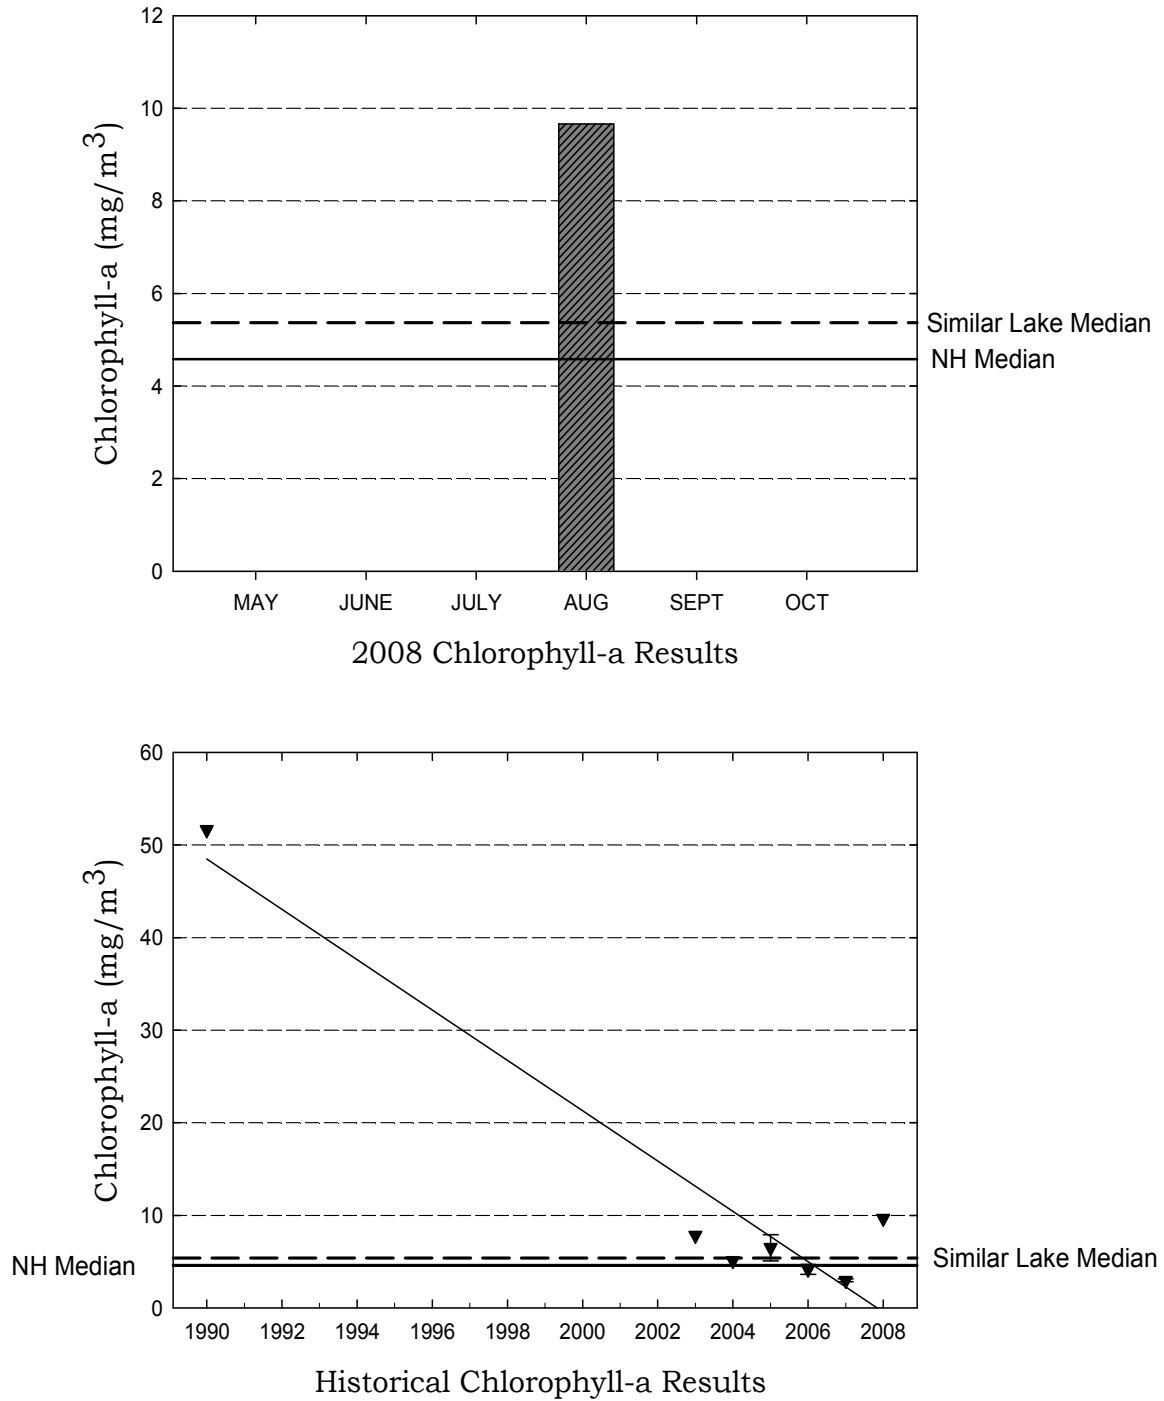 12
10
8
6
4
2
0
Chlorophyll-a (mg/m³)
Similar Lake Median
NH Median
MAY JUNE JULY AUG SEPT OCT
2008 Chlorophyll-a Results
60
50
40
30
20
10
0
Chlorophyll-a (mg/m³)
NH Median
Similar Lake Median
1990 1992 1994 1996 1998 2000 2002 2004 2006 2008
Historical Chlorophyll-a Results